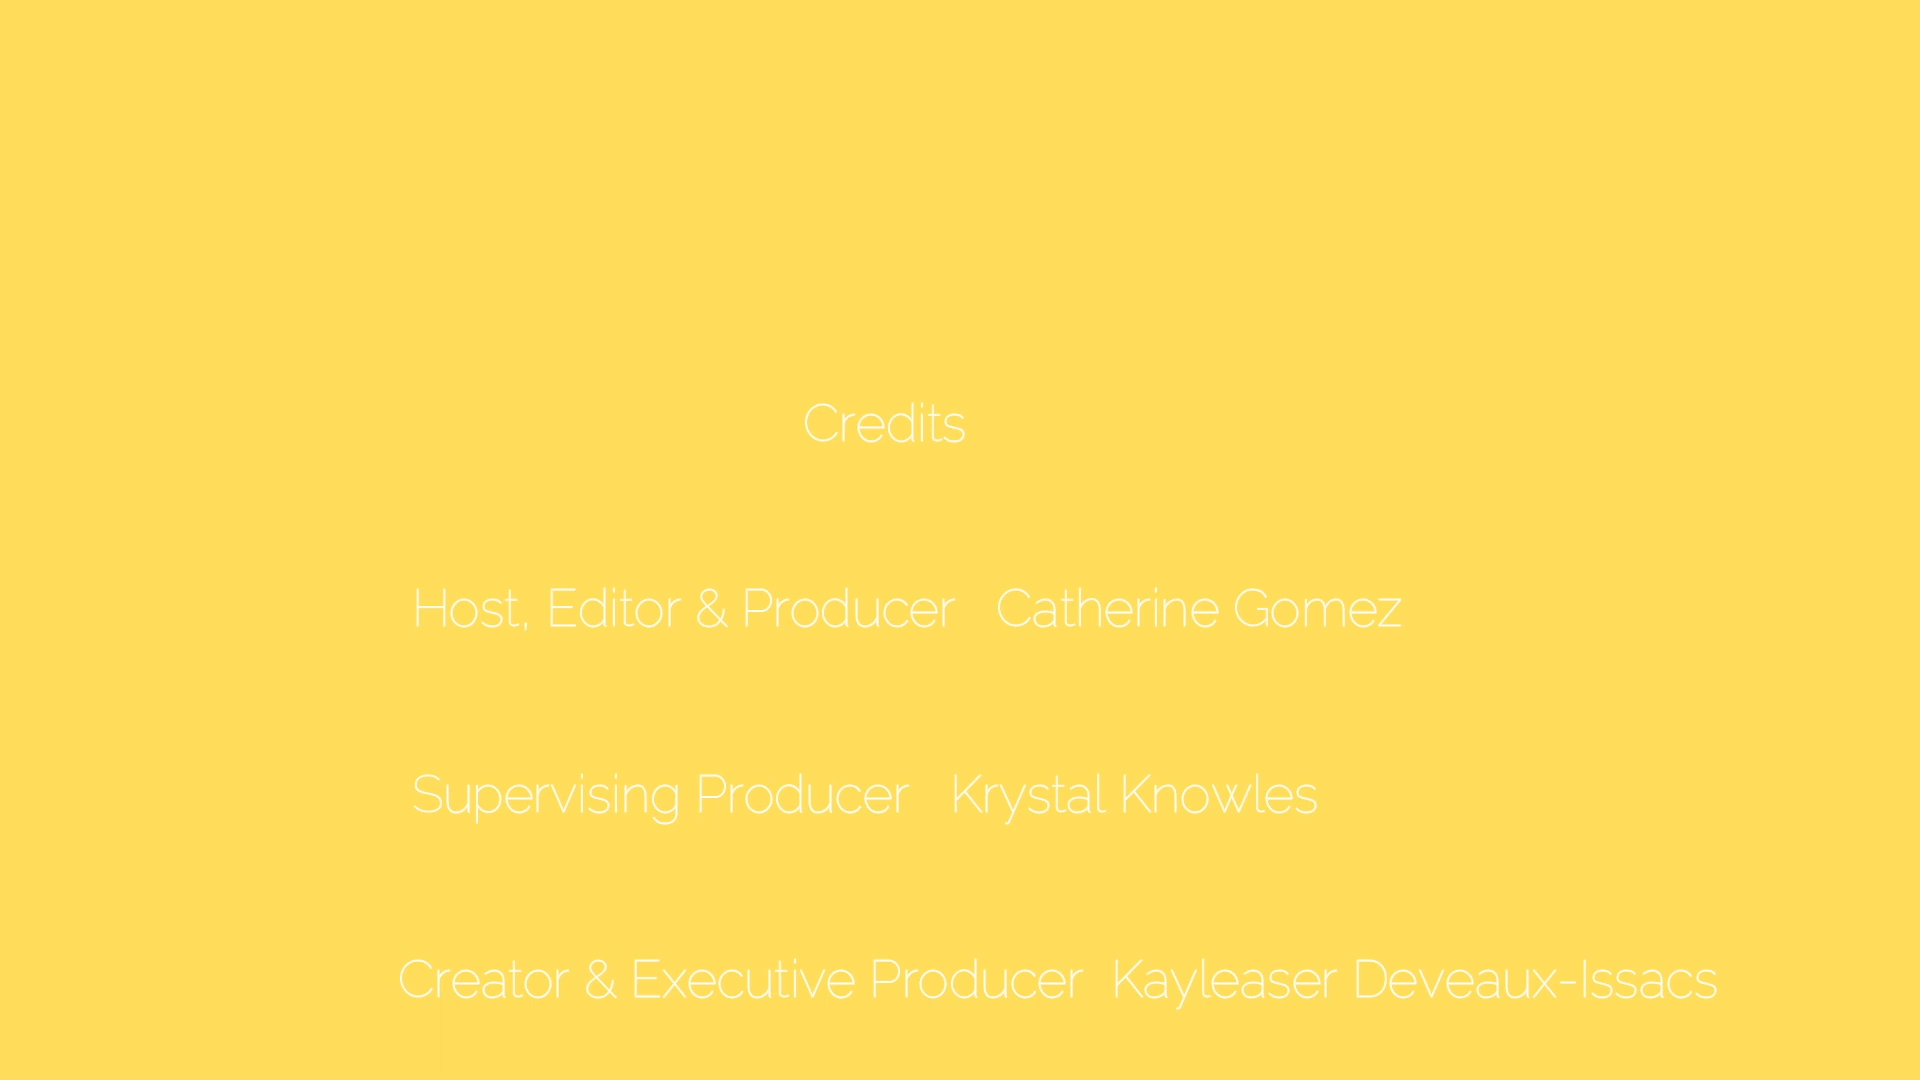 Credits
Host, Editor & Producer Catherine Gomez
Supervising Producer Krystal Knowles
Creator & Executive Producer Kayleaser Deveaux-Issacs